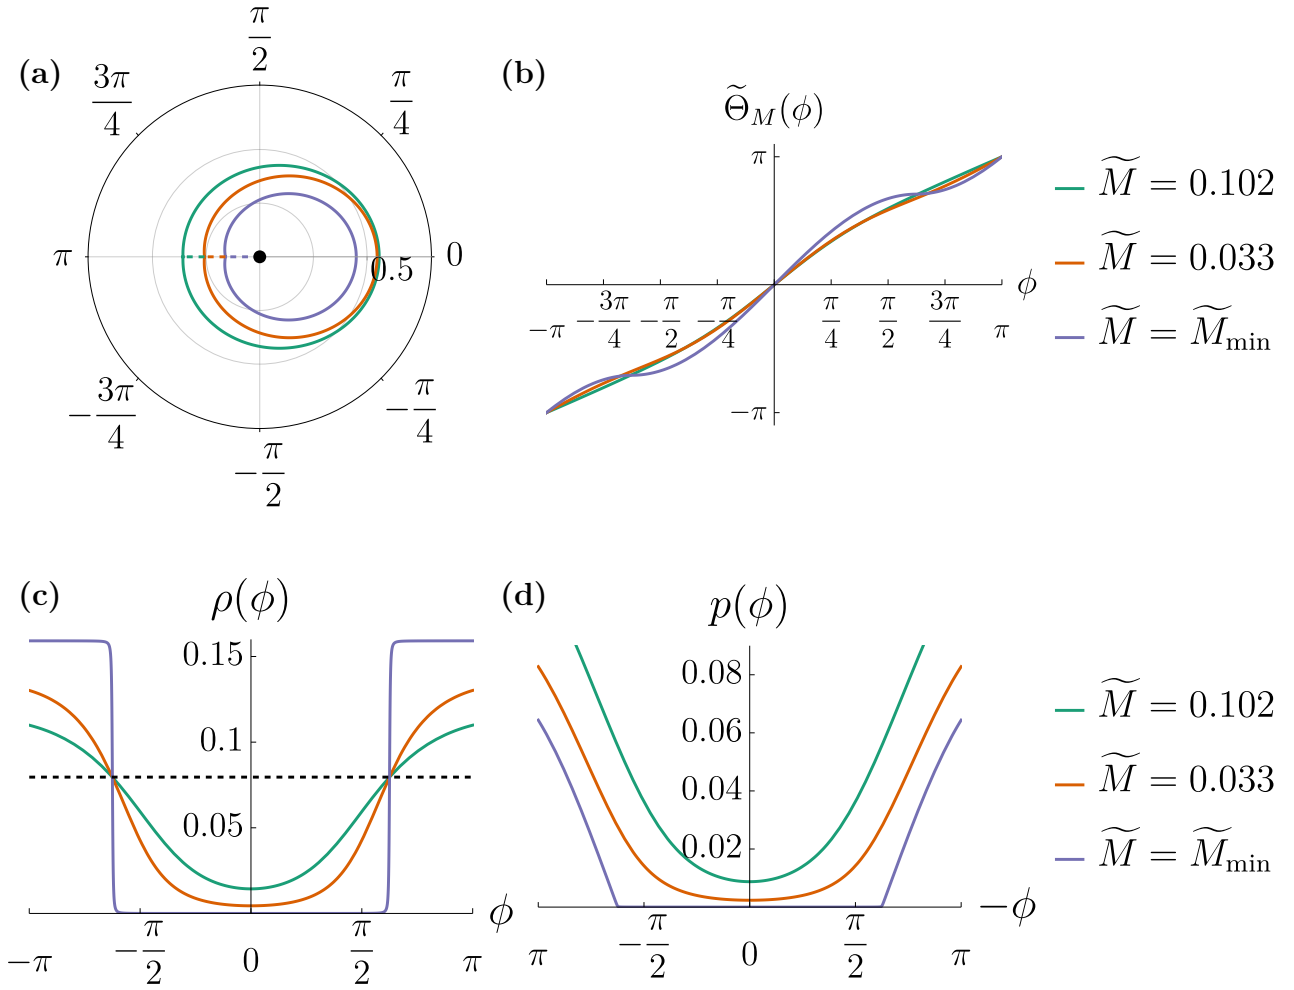 (a)
π/2
3π/4
π/4
π
0.5
0
−3π/4
−π/4
−π/2
(b)
Θ̃_M(ϕ)
π
−π
−3π/4
−π/2
−π/4
π/4
π/2
3π/4
π
ϕ
−π
M̃ = 0.102
M̃ = 0.033
M̃ = M̃_min
(c)
ρ(ϕ)
0.15
0.1
0.05
ϕ
−π
−π/2
0
π/2
π
(d)
p(ϕ)
0.08
0.06
0.04
0.02
−ϕ
π
−π/2
0
π/2
π
M̃ = 0.102
M̃ = 0.033
M̃ = M̃_min